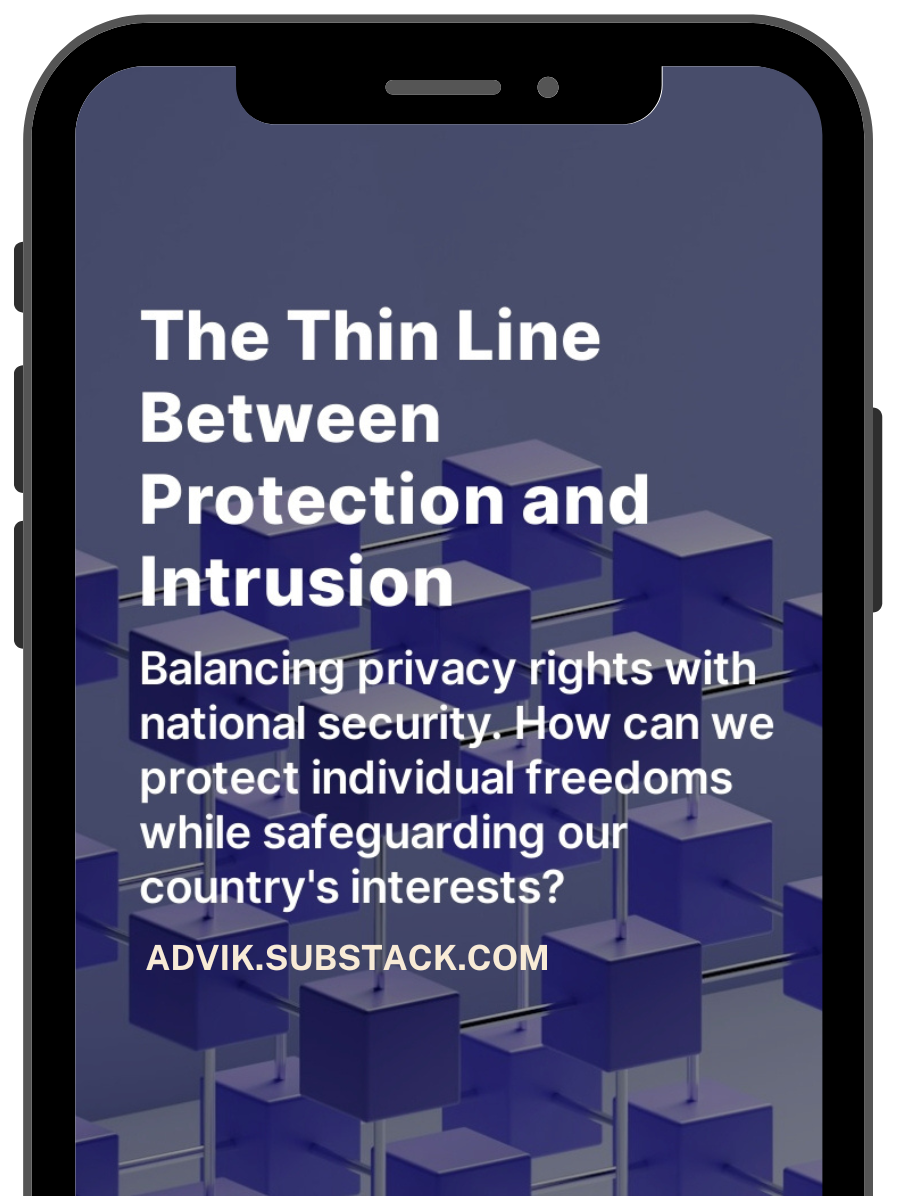 The Thin Line
Between
Protection and
Intrusion
Balancing privacy rights with
national security. How can we
protect individual freedoms
while safeguarding our
country's interests?
ADVIK.SUBSTACK.COM